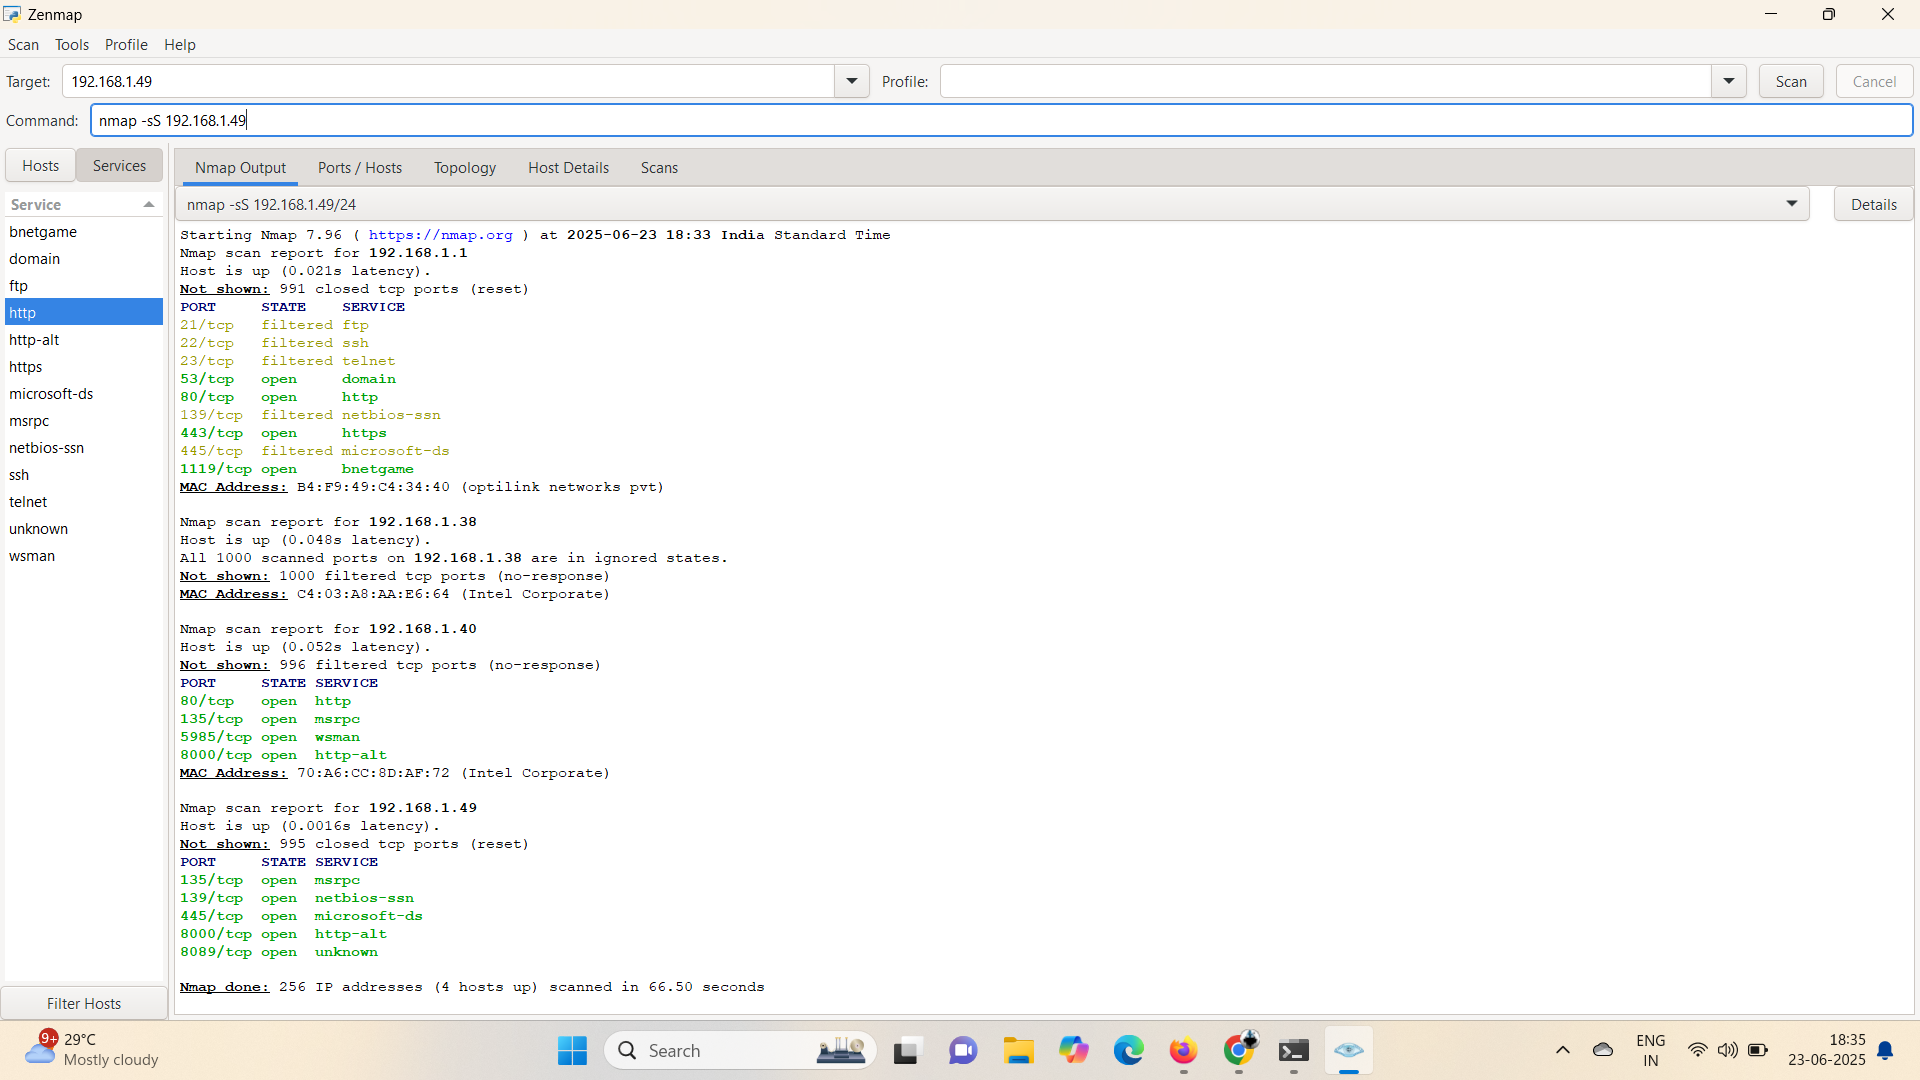 Zenmap
Scan Tools Profile Help
Target: 192.168.1.49 Profile: Scan Cancel
Command: nmap -sS 192.168.1.49
Hosts Services
Nmap Output Ports / Hosts Topology Host Details Scans
Service
bnetgame
domain
ftp
http
http-alt
https
microsoft-ds
msrpc
netbios-ssn
ssh
telnet
unknown
wsman
Filter Hosts
nmap -sS 192.168.1.49/24 Details
Starting Nmap 7.96 ( https://nmap.org ) at 2025-06-23 18:33 India Standard Time
Nmap scan report for 192.168.1.1
Host is up (0.021s latency).
Not shown: 991 closed tcp ports (reset)
PORT STATE SERVICE
21/tcp filtered ftp
22/tcp filtered ssh
23/tcp filtered telnet
53/tcp open domain
80/tcp open http
139/tcp filtered netbios-ssn
443/tcp open https
445/tcp filtered microsoft-ds
1119/tcp open bnetgame
MAC Address: B4:F9:49:C4:34:40 (optilink networks pvt)
Nmap scan report for 192.168.1.38
Host is up (0.048s latency).
All 1000 scanned ports on 192.168.1.38 are in ignored states.
Not shown: 1000 filtered tcp ports (no-response)
MAC Address: C4:03:A8:AA:E6:64 (Intel Corporate)
Nmap scan report for 192.168.1.40
Host is up (0.052s latency).
Not shown: 996 filtered tcp ports (no-response)
PORT STATE SERVICE
80/tcp open http
135/tcp open msrpc
5985/tcp open wsman
8000/tcp open http-alt
MAC Address: 70:A6:CC:8D:AF:72 (Intel Corporate)
Nmap scan report for 192.168.1.49
Host is up (0.0016s latency).
Not shown: 995 closed tcp ports (reset)
PORT STATE SERVICE
135/tcp open msrpc
139/tcp open netbios-ssn
445/tcp open microsoft-ds
8000/tcp open http-alt
8089/tcp open unknown
Nmap done: 256 IP addresses (4 hosts up) scanned in 66.50 seconds
9+ 29°C
Mostly cloudy
Search
ENG
IN
18:35
23-06-2025